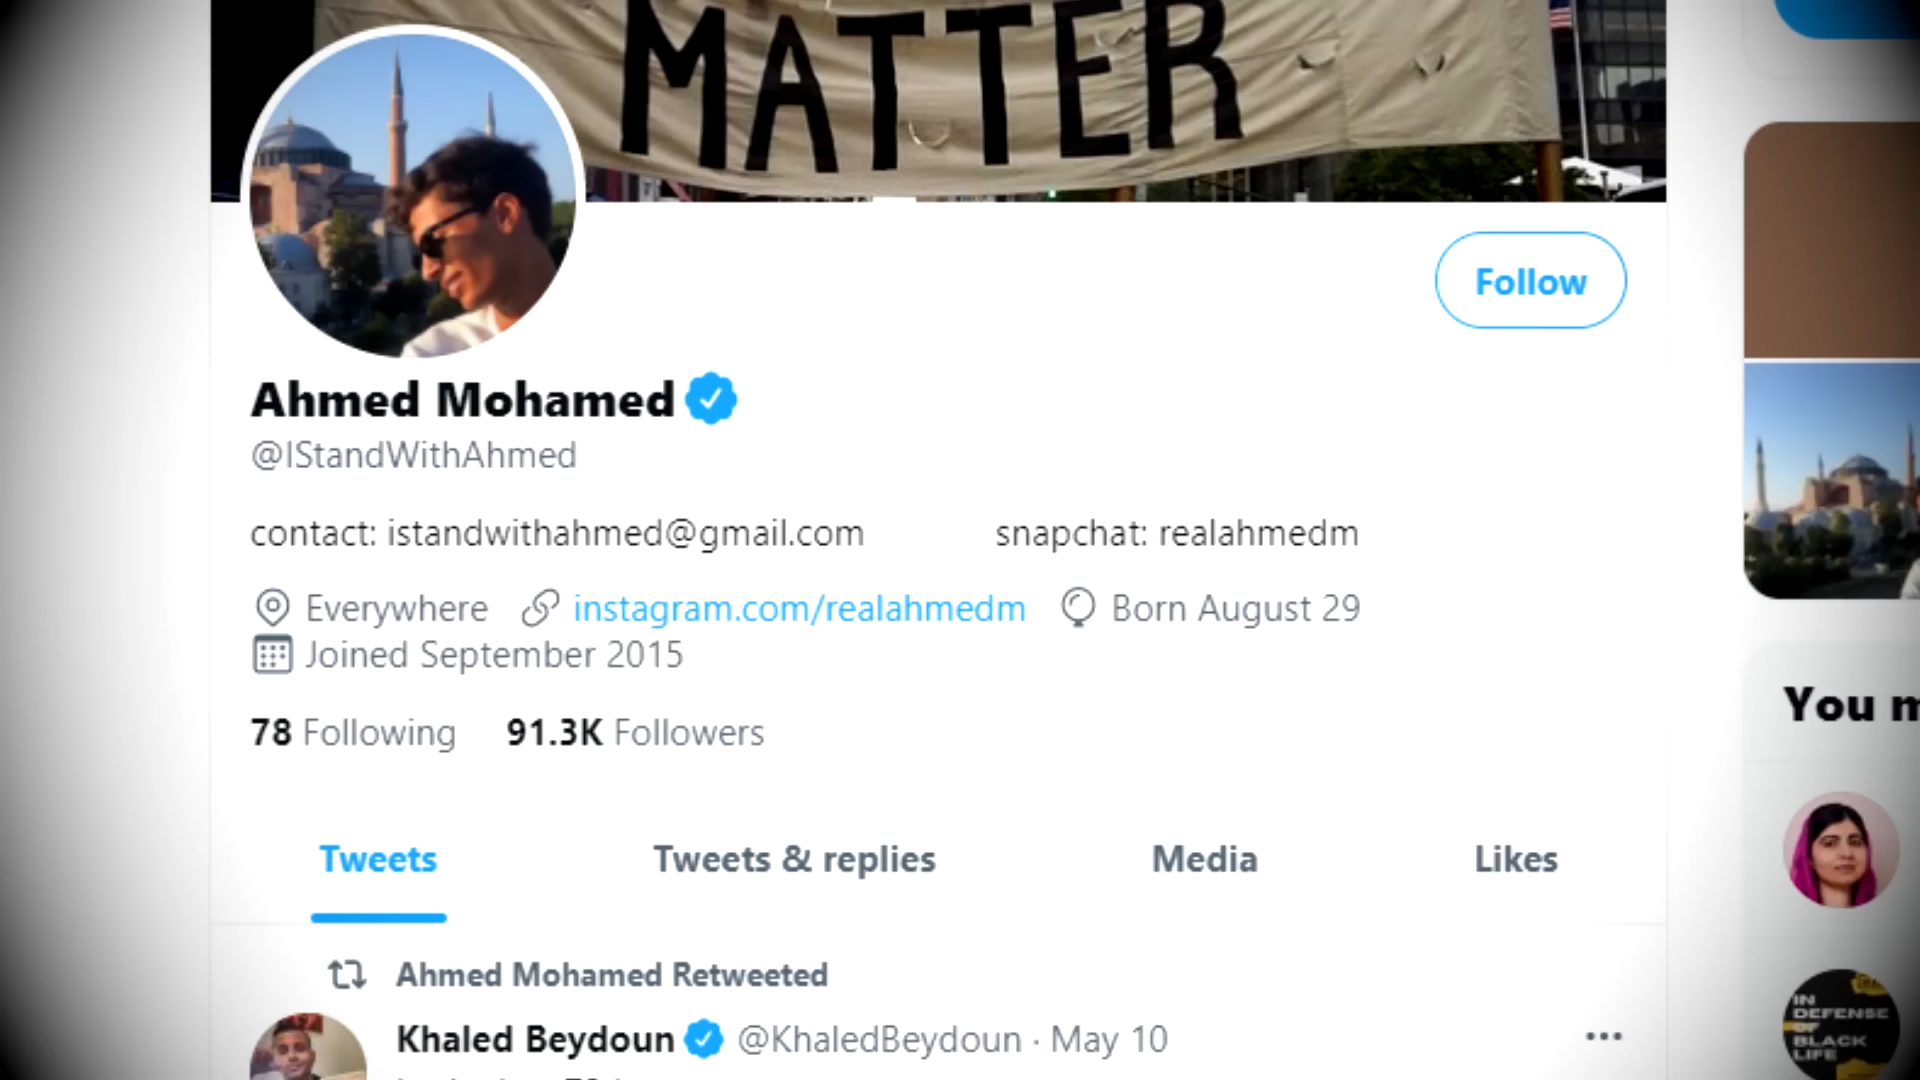 MATTER
Follow
Ahmed Mohamed
@IStandWithAhmed
contact: istandwithahmed@gmail.com snapchat: realahmedm
Everywhere instagram.com/realahmedm Born August 29
Joined September 2015
78 Following 91.3K Followers
You
Tweets Tweets & replies Media Likes
Ahmed Mohamed Retweeted
Khaled Beydoun @KhaledBeydoun · May 10
IN
DEFENSE
OF
BLACK
LIFE